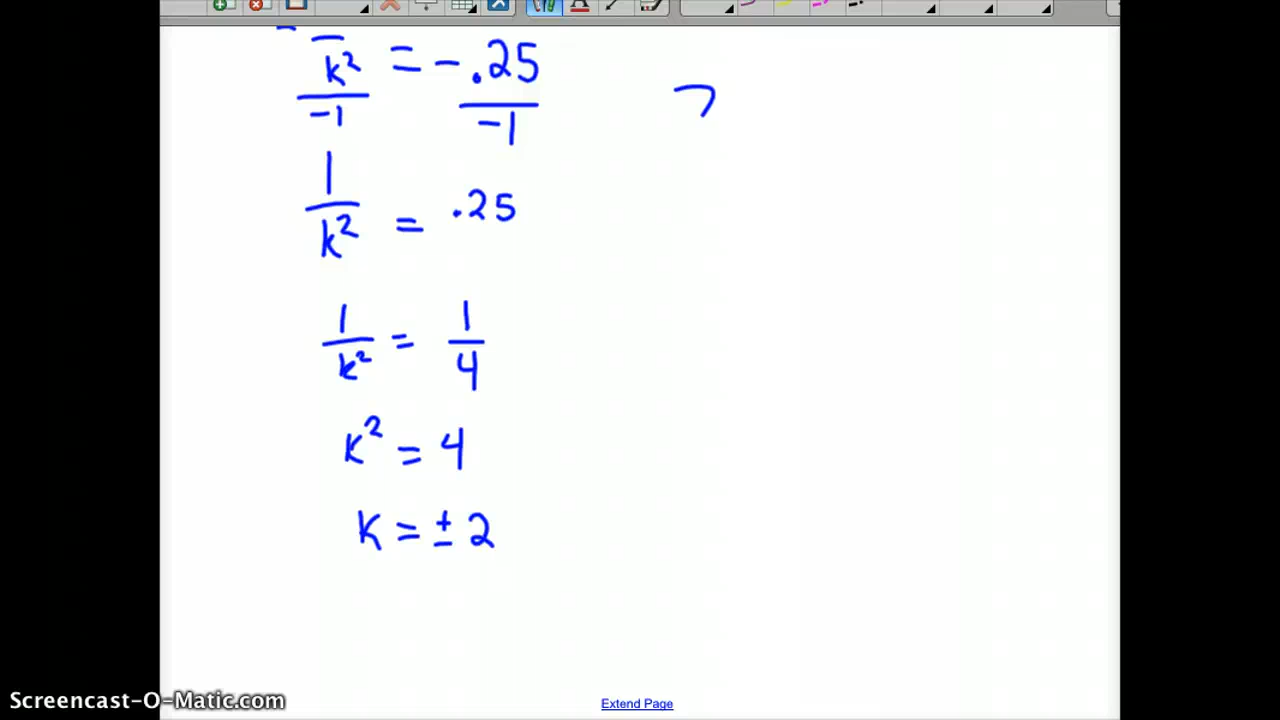 - — k² = - .25
-1 -1
1/k² = .25
1/k² = 1/4
k² = 4
k = ± 2
Screencast-O-Matic.com
Extend Page